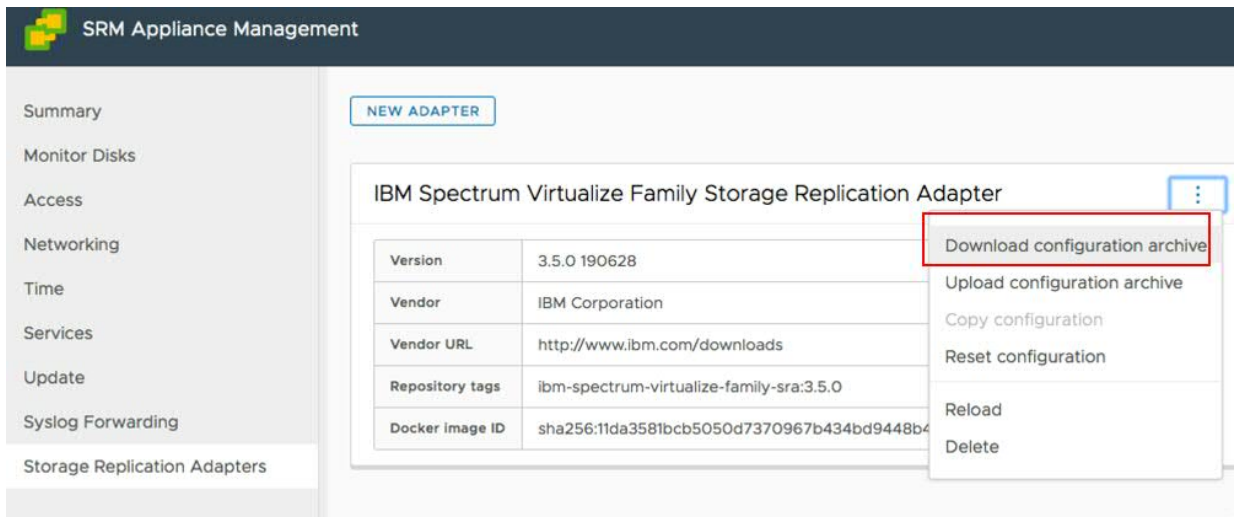 SRM Appliance Management
Summary
Monitor Disks
Access
Networking
Time
Services
Update
Syslog Forwarding
Storage Replication Adapters
NEW ADAPTER
IBM Spectrum Virtualize Family Storage Replication Adapter
Version 3.5.0 190628
Vendor IBM Corporation
Vendor URL http://www.ibm.com/downloads
Repository tags ibm-spectrum-virtualize-family-sra:3.5.0
Docker image ID sha256:11da3581bcb5050d7370967b434bd9448b4
Download configuration archive
Upload configuration archive
Copy configuration
Reset configuration
Reload
Delete